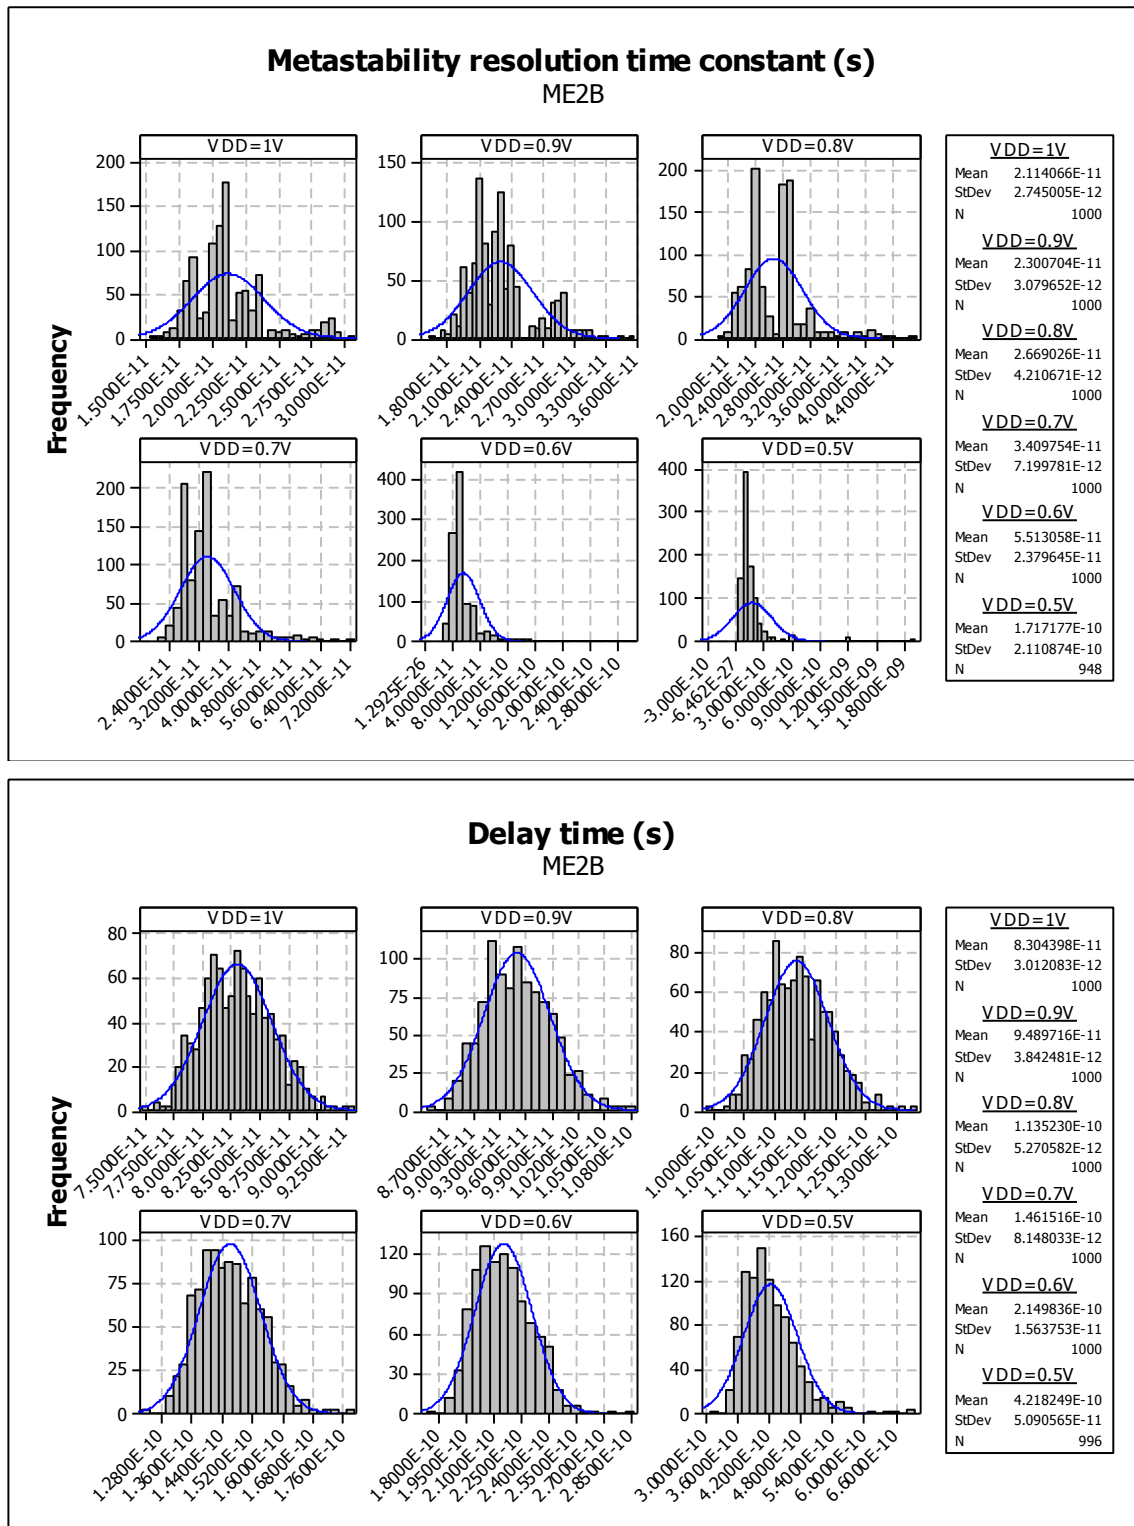 Metastability resolution time constant (s)
ME2B
Frequency
VDD=1V
200
150
100
50
0
1.5000E-11
1.7500E-11
2.0000E-11
2.2500E-11
2.5000E-11
2.7500E-11
3.0000E-11
VDD=0.9V
150
100
50
0
1.8000E-11
2.1000E-11
2.4000E-11
2.7000E-11
3.0000E-11
3.3000E-11
3.6000E-11
VDD=0.8V
200
150
100
50
0
2.0000E-11
2.4000E-11
2.8000E-11
3.2000E-11
3.6000E-11
4.0000E-11
4.4000E-11
VDD=0.7V
200
150
100
50
0
2.4000E-11
3.2000E-11
4.0000E-11
4.8000E-11
5.6000E-11
6.4000E-11
7.2000E-11
VDD=0.6V
400
300
200
100
0
1.2925E-26
4.0000E-11
8.0000E-11
1.2000E-10
1.6000E-10
2.0000E-10
2.4000E-10
2.8000E-10
VDD=0.5V
400
300
200
100
0
-3.000E-10
-6.462E-27
3.0000E-10
6.0000E-10
9.0000E-10
1.2000E-09
1.5000E-09
1.8000E-09
VDD=1V
Mean 2.114066E-11
StDev 2.745005E-12
N 1000
VDD=0.9V
Mean 2.300704E-11
StDev 3.079652E-12
N 1000
VDD=0.8V
Mean 2.669026E-11
StDev 4.210671E-12
N 1000
VDD=0.7V
Mean 3.409754E-11
StDev 7.199781E-12
N 1000
VDD=0.6V
Mean 5.513058E-11
StDev 2.379645E-11
N 1000
VDD=0.5V
Mean 1.717177E-10
StDev 2.110874E-10
N 948
Delay time (s)
ME2B
Frequency
VDD=1V
80
60
40
20
0
7.5000E-11
7.7500E-11
8.0000E-11
8.2500E-11
8.5000E-11
8.7500E-11
9.0000E-11
9.2500E-11
VDD=0.9V
100
75
50
25
0
8.7000E-11
9.0000E-11
9.3000E-11
9.6000E-11
9.9000E-11
1.0200E-10
1.0500E-10
1.0800E-10
VDD=0.8V
80
60
40
20
0
1.0000E-10
1.0500E-10
1.1000E-10
1.1500E-10
1.2000E-10
1.2500E-10
1.3000E-10
VDD=0.7V
100
75
50
25
0
1.2800E-10
1.3600E-10
1.4400E-10
1.5200E-10
1.6000E-10
1.6800E-10
1.7600E-10
VDD=0.6V
120
90
60
30
0
1.8000E-10
1.9500E-10
2.1000E-10
2.2500E-10
2.4000E-10
2.5500E-10
2.7000E-10
2.8500E-10
VDD=0.5V
160
120
80
40
0
3.0000E-10
3.6000E-10
4.2000E-10
4.8000E-10
5.4000E-10
6.0000E-10
6.6000E-10
VDD=1V
Mean 8.304398E-11
StDev 3.012083E-12
N 1000
VDD=0.9V
Mean 9.489716E-11
StDev 3.842481E-12
N 1000
VDD=0.8V
Mean 1.135230E-10
StDev 5.270582E-12
N 1000
VDD=0.7V
Mean 1.461516E-10
StDev 8.148033E-12
N 1000
VDD=0.6V
Mean 2.149836E-10
StDev 1.563753E-11
N 1000
VDD=0.5V
Mean 4.218249E-10
StDev 5.090565E-11
N 996